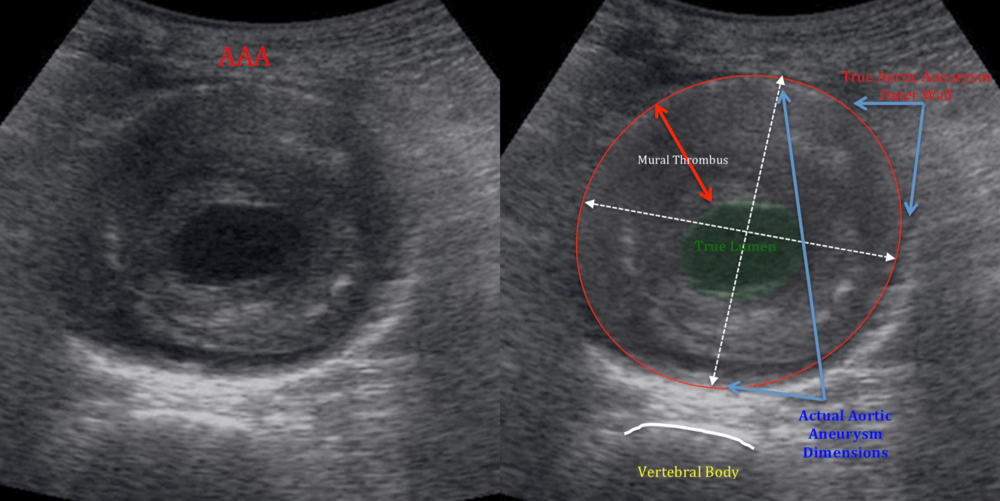 AAA
True Aortic Aneurysm
Outer Wall
Mural Thrombus
True Lumen
Actual Aortic
Aneurysm
Dimensions
Vertebral Body